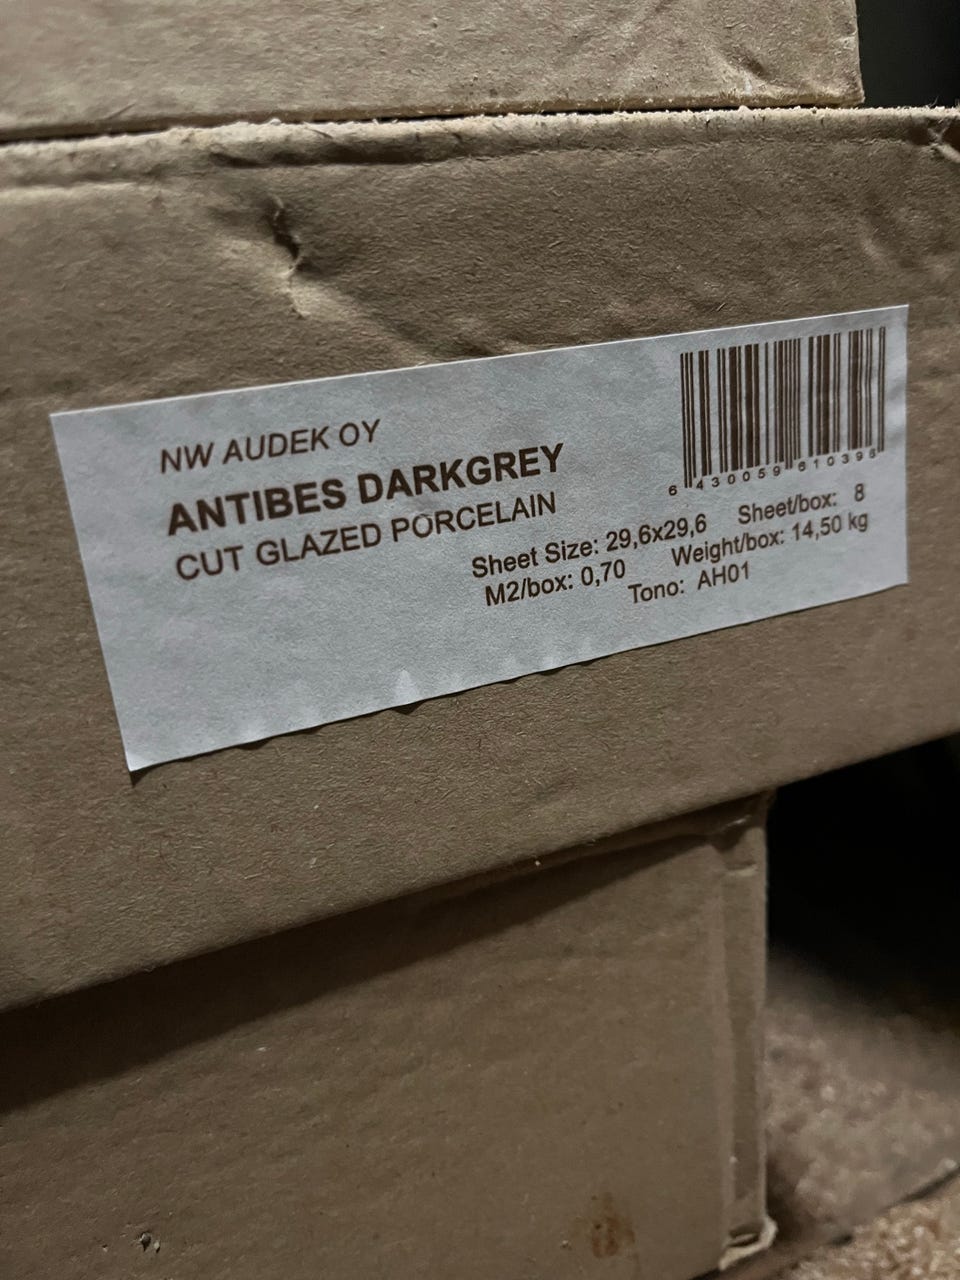 NW AUDEK OY
ANTIBES DARKGREY
CUT GLAZED PORCELAIN
6 430059 610396
Sheet Size: 29,6x29,6 Sheet/box: 8
M2/box: 0,70 Weight/box: 14,50 kg
Tono: AH01